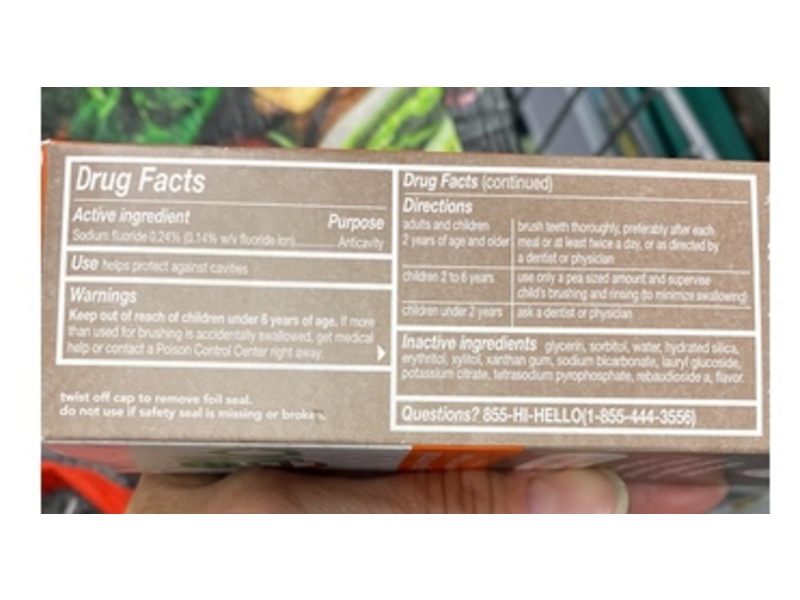 Drug Facts
Active ingredient
Purpose
Sodium fluoride 0.24% (0.14% w/v fluoride ion)
Anticavity
Use helps protect against cavities
Warnings
Keep out of reach of children under 6 years of age. If more
than used for brushing is accidentally swallowed, get medical
help or contact a Poison Control Center right away.
twist off cap to remove foil seal.
do not use if safety seal is missing or broken.
Drug Facts (continued)
Directions
adults and children
2 years of age and older
brush teeth thoroughly, preferably after each
meal or at least twice a day, or as directed by
a dentist or physician
children 2 to 6 years
use only a pea sized amount and supervise
child's brushing and rinsing (to minimize swallowing)
children under 2 years
ask a dentist or physician
Inactive ingredients glycerin, sorbitol, water, hydrated silica,
erythritol, xylitol, xanthan gum, sodium bicarbonate, lauryl glucoside,
potassium citrate, tetrasodium pyrophosphate, rebaudioside a, flavor.
Questions? 855-HI-HELLO(1-855-444-3556)